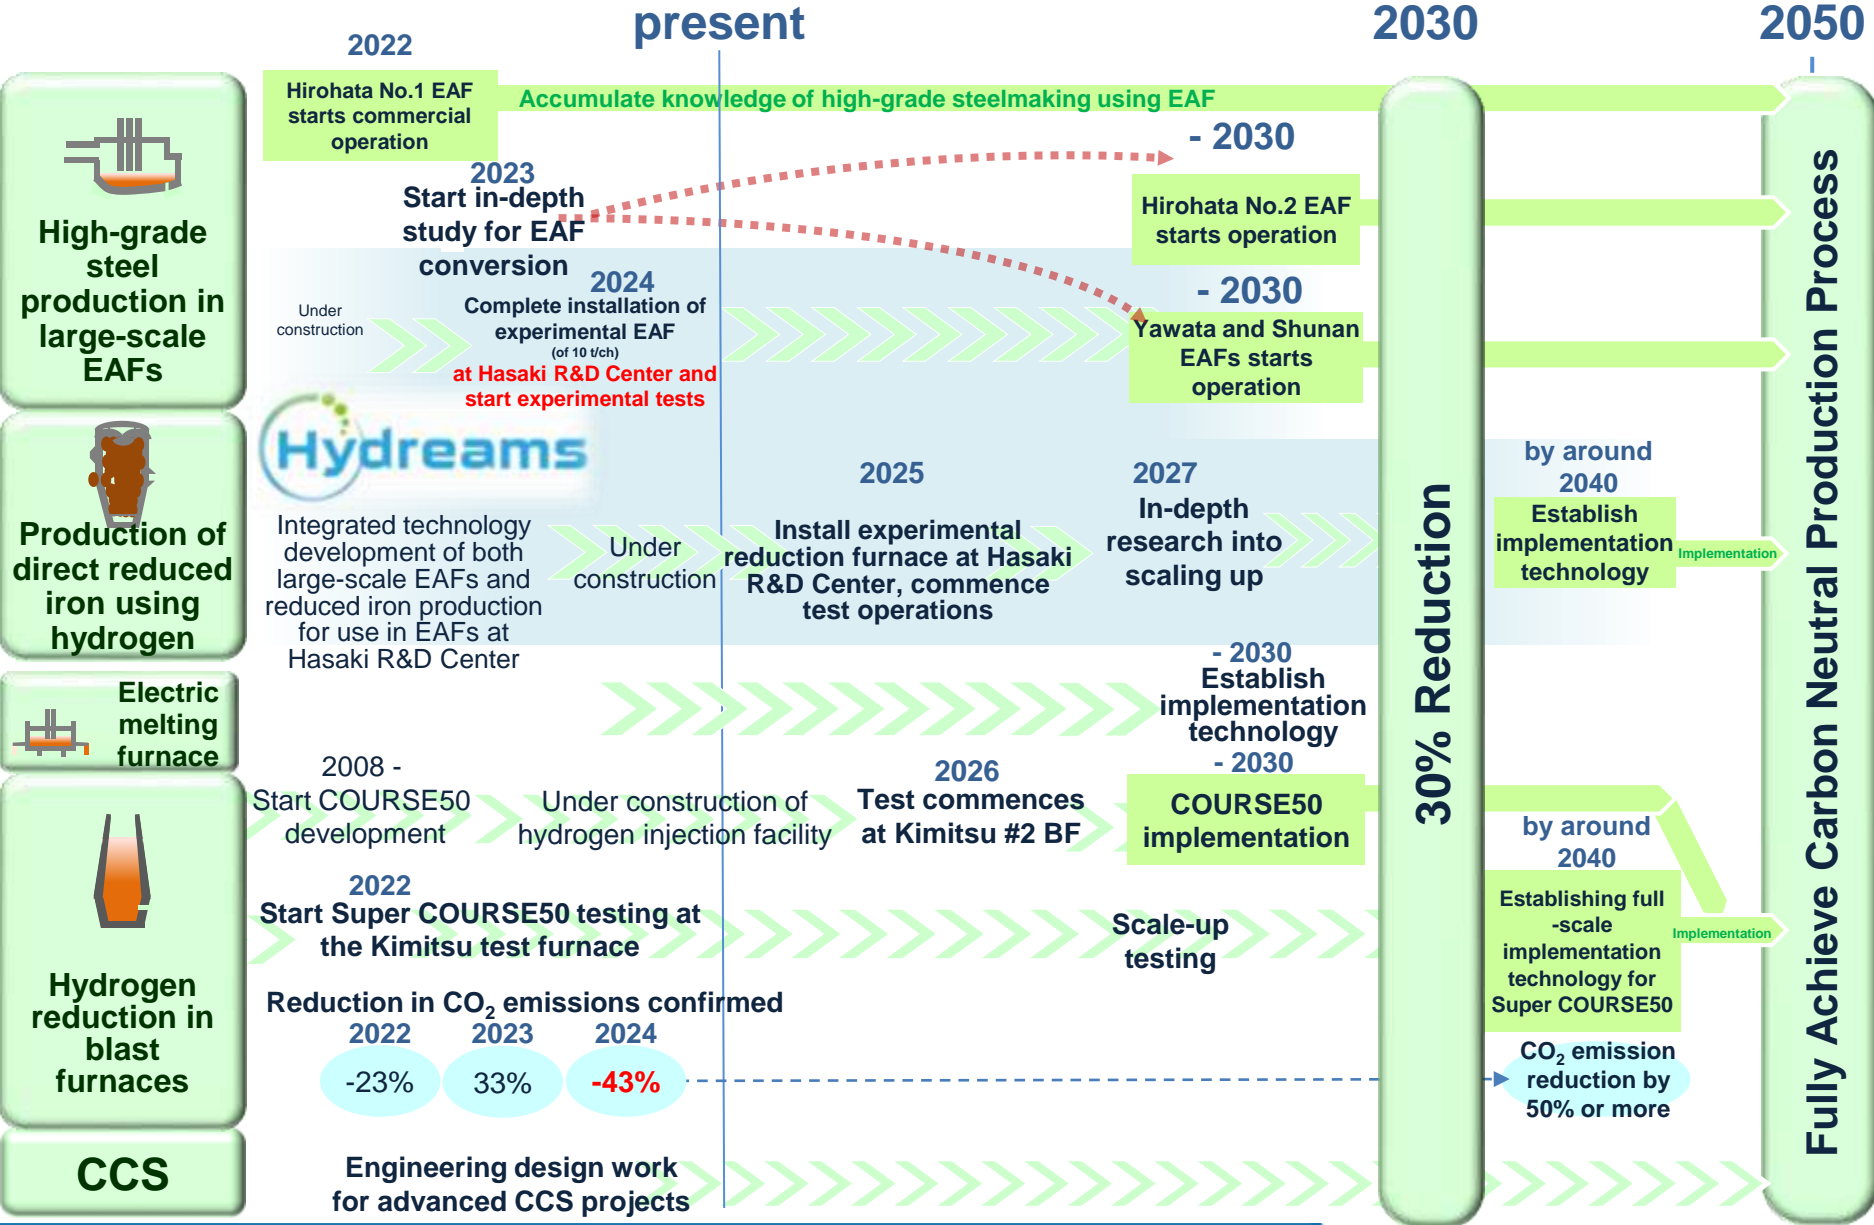 present
2030
2050
2022
Hirohata No.1 EAF
starts commercial
operation
Accumulate knowledge of high-grade steelmaking using EAF
High-grade
steel
production in
large-scale
EAFs
2023
Start in-depth
study for EAF
conversion
- 2030
Hirohata No.2 EAF
starts operation
Under
construction
2024
Complete installation of
experimental EAF
(of 10 t/ch)
at Hasaki R&D Center and
start experimental tests
- 2030
Yawata and Shunan
EAFs starts
operation
Production of
direct reduced
iron using
hydrogen
Hydreams
Integrated technology
development of both
large-scale EAFs and
reduced iron production
for use in EAFs at
Hasaki R&D Center
Under
construction
2025
Install experimental
reduction furnace at Hasaki
R&D Center, commence
test operations
2027
In-depth
research into
scaling up
by around
2040
Establish
implementation
technology
Implementation
Electric
melting
furnace
- 2030
Establish
implementation
technology
Hydrogen
reduction in
blast
furnaces
2008 -
Start COURSE50
development
Under construction of
hydrogen injection facility
2026
Test commences
at Kimitsu #2 BF
- 2030
COURSE50
implementation
2022
Start Super COURSE50 testing at
the Kimitsu test furnace
Scale-up
testing
by around
2040
Establishing full
-scale
implementation
technology for
Super COURSE50
Implementation
Reduction in CO2 emissions confirmed
2022
2023
2024
-23%
33%
-43%
CO2 emission
reduction by
50% or more
CCS
Engineering design work
for advanced CCS projects
30% Reduction
Fully Achieve Carbon Neutral Production Process